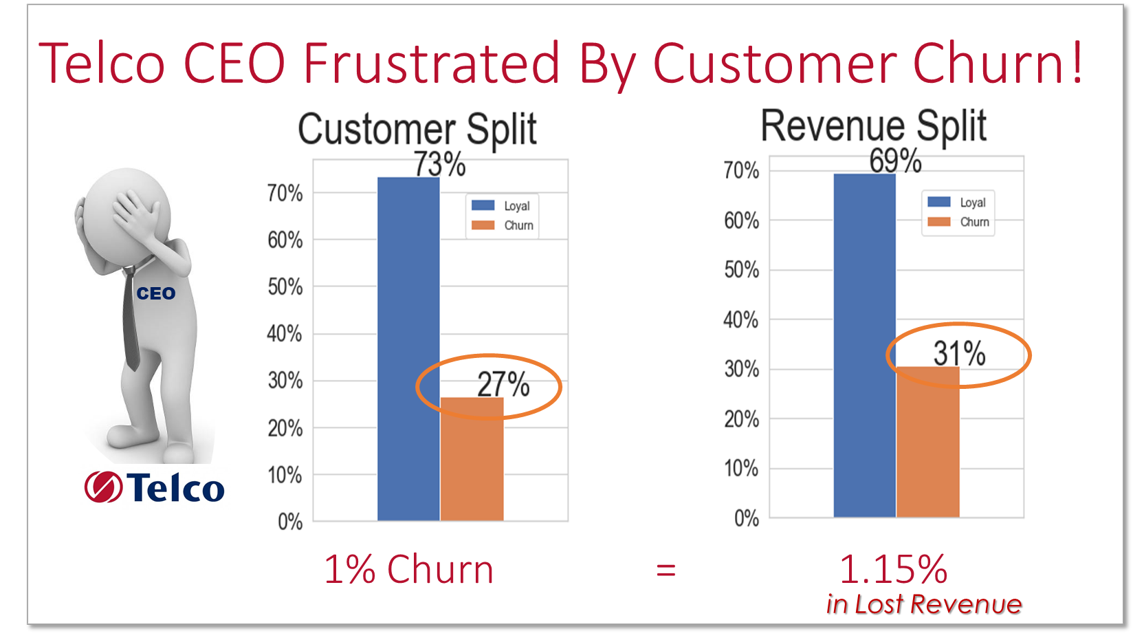 Telco CEO Frustrated By Customer Churn!
Customer Split
73%
70%
60%
50%
40%
30%
20%
10%
0%
Loyal
Churn
27%
Revenue Split
69%
70%
60%
50%
40%
30%
20%
10%
0%
Loyal
Churn
31%
CEO
Telco
1% Churn = 1.15%
in Lost Revenue